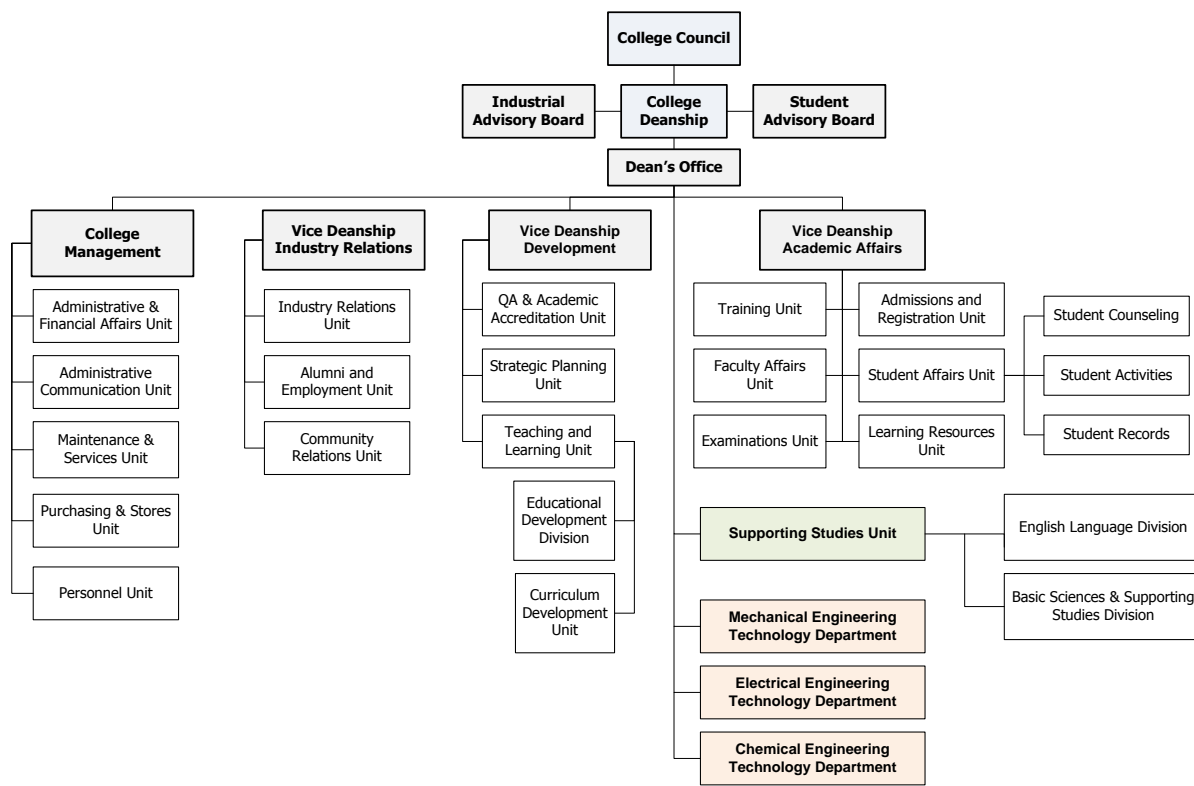 College Council
Industrial
Advisory Board
College
Deanship
Student
Advisory Board
Dean’s Office
College
Management
Vice Deanship
Industry Relations
Vice Deanship
Development
Vice Deanship
Academic Affairs
Administrative &
Financial Affairs Unit
Administrative
Communication Unit
Maintenance &
Services Unit
Purchasing & Stores
Unit
Personnel Unit
Industry Relations
Unit
Alumni and
Employment Unit
Community
Relations Unit
QA & Academic
Accreditation Unit
Strategic Planning
Unit
Teaching and
Learning Unit
Educational
Development
Division
Curriculum
Development
Unit
Training Unit
Faculty Affairs
Unit
Examinations Unit
Admissions and
Registration Unit
Student Affairs Unit
Learning Resources
Unit
Student Counseling
Student Activities
Student Records
Supporting Studies Unit
English Language Division
Basic Sciences & Supporting
Studies Division
Mechanical Engineering
Technology Department
Electrical Engineering
Technology Department
Chemical Engineering
Technology Department